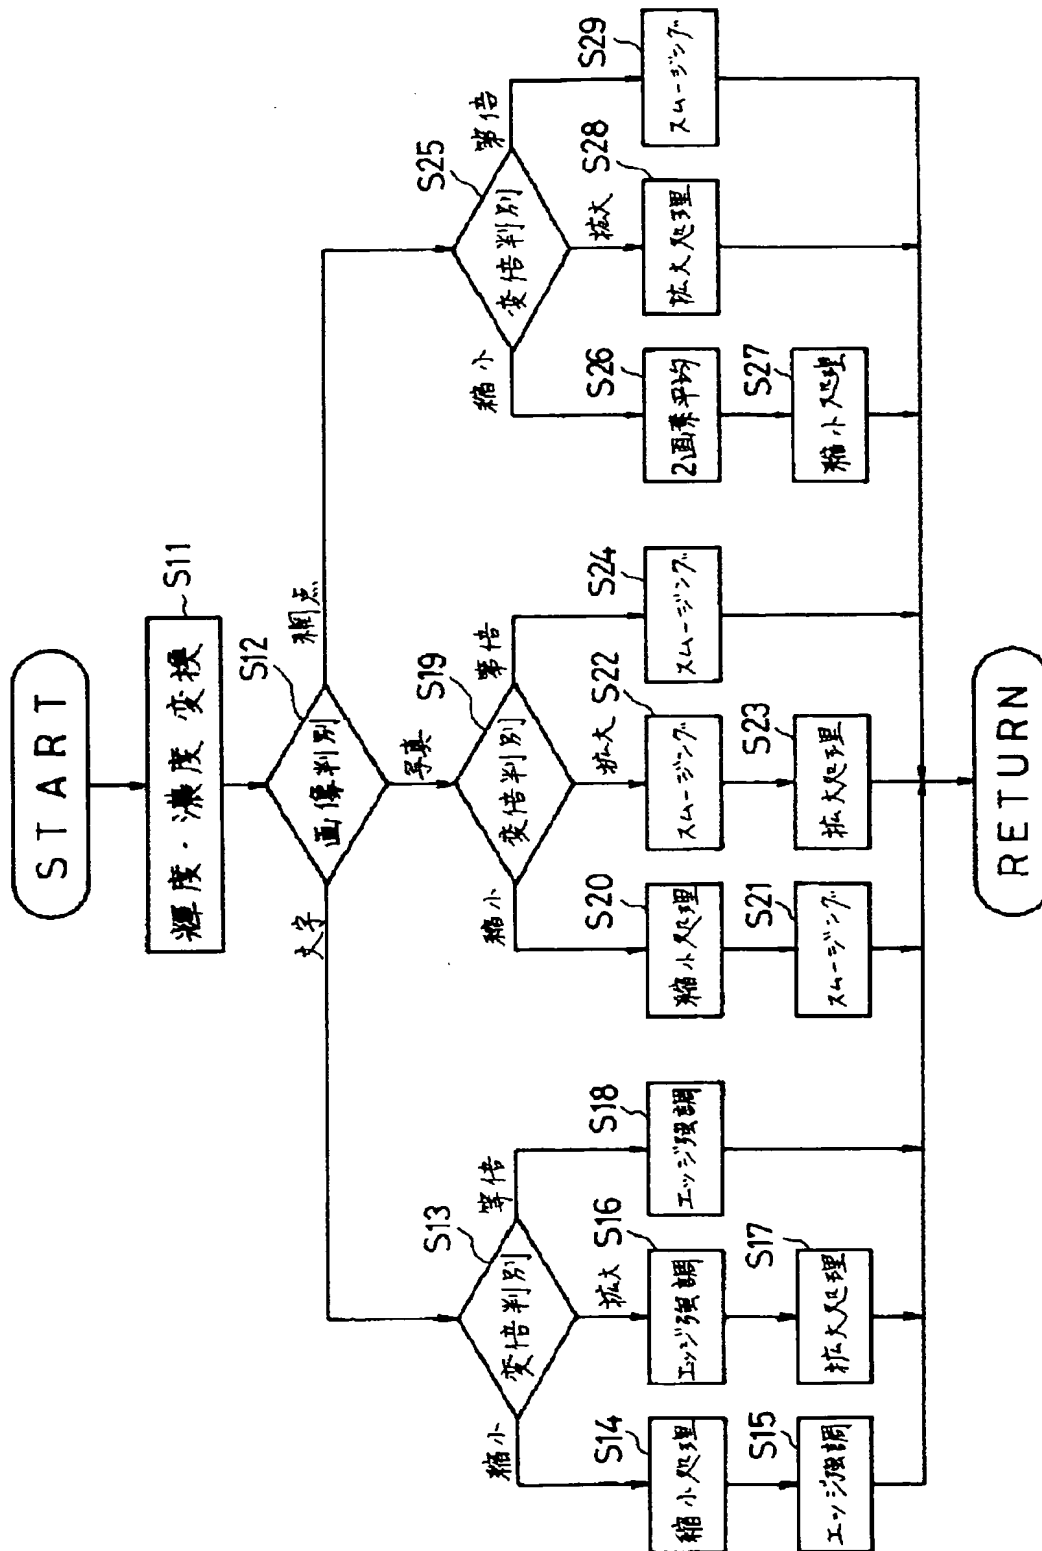 START
輝度・濃度 変換
S11
画像判別
S12
文字
写真
網点
変倍判別
S13
縮小
拡大
等倍
縮小処理
S14
エッジ強調
S15
エッジ強調
S16
拡大処理
S17
エッジ強調
S18
変倍判別
S19
縮小
拡大
等倍
縮小処理
S20
スムージング
S21
スムージング
S22
拡大処理
S23
スムージング
S24
変倍判別
S25
縮小
拡大
等倍
2画素平均
S26
縮小処理
S27
拡大処理
S28
スムージング
S29
RETURN